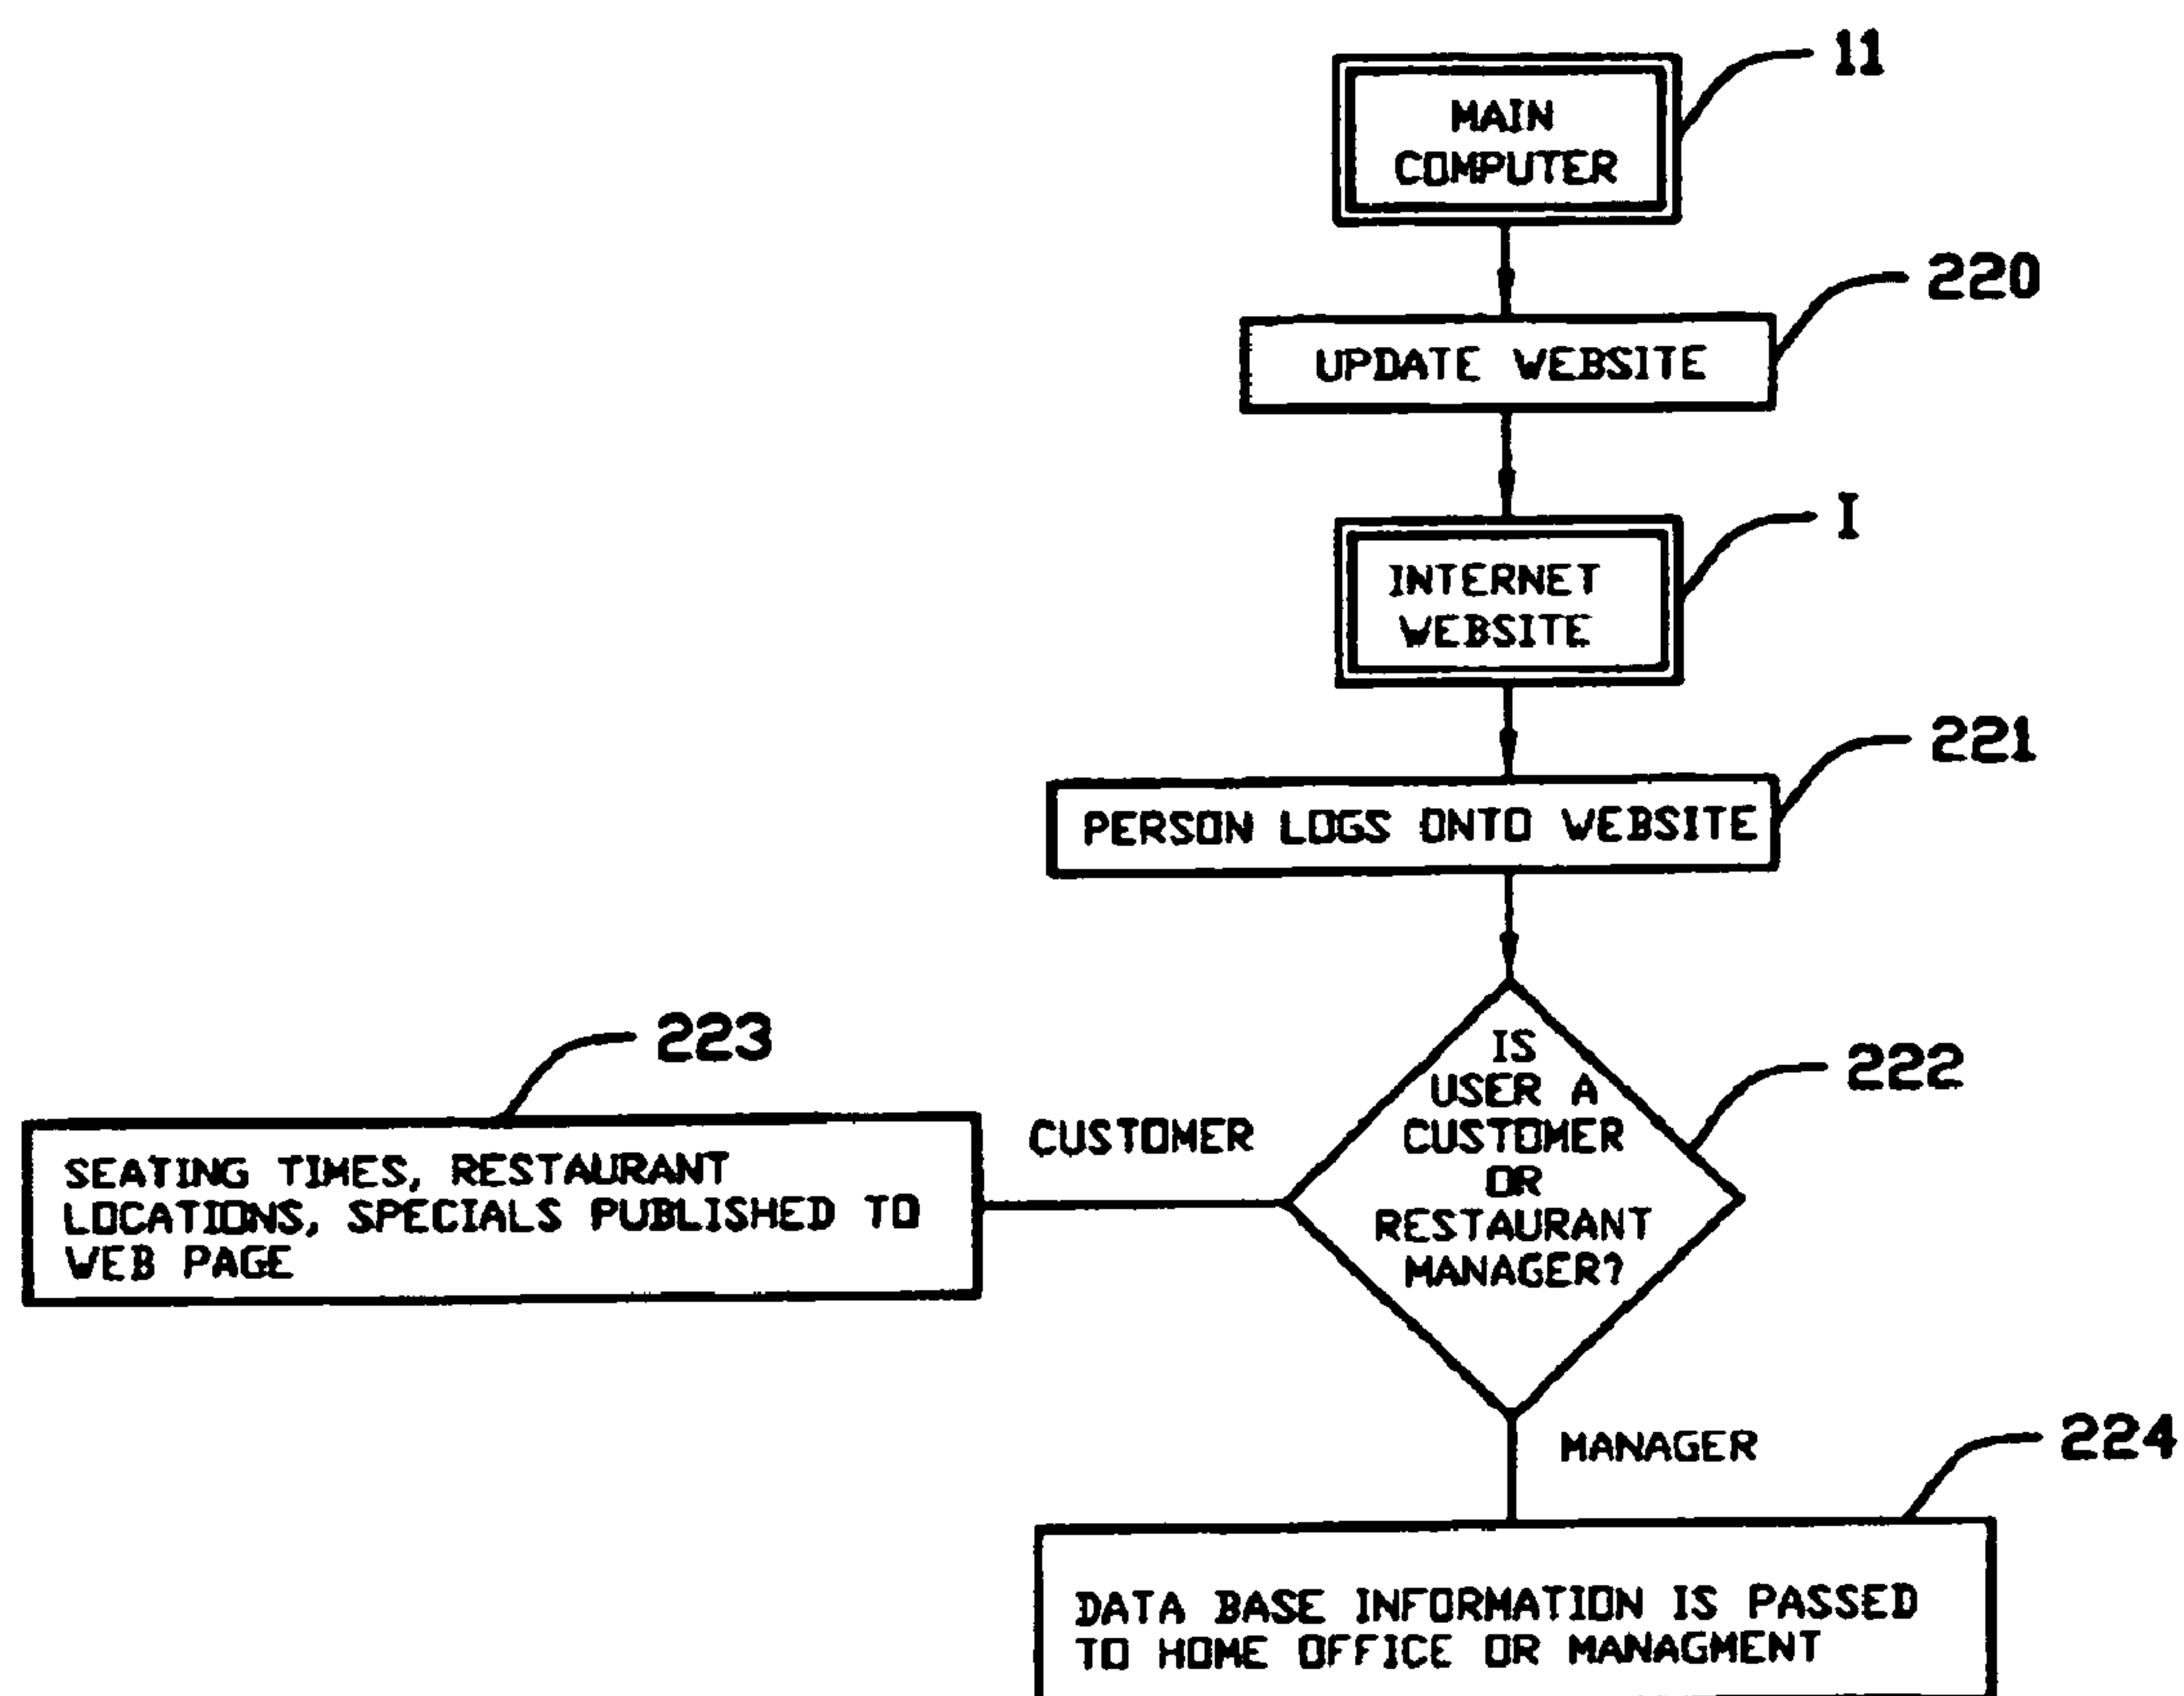 11
MAIN
COMPUTER
220
UPDATE WEBSITE
I
INTERNET
WEBSITE
221
PERSON LOGS ONTO WEBSITE
223
222
IS
USER A
CUSTOMER
OR
RESTAURANT
MANAGER?
CUSTOMER
SEATING TIMES, RESTAURANT
LOCATIONS, SPECIALS PUBLISHED TO
WEB PAGE
MANAGER
224
DATA BASE INFORMATION IS PASSED
TO HOME OFFICE OR MANAGMENT